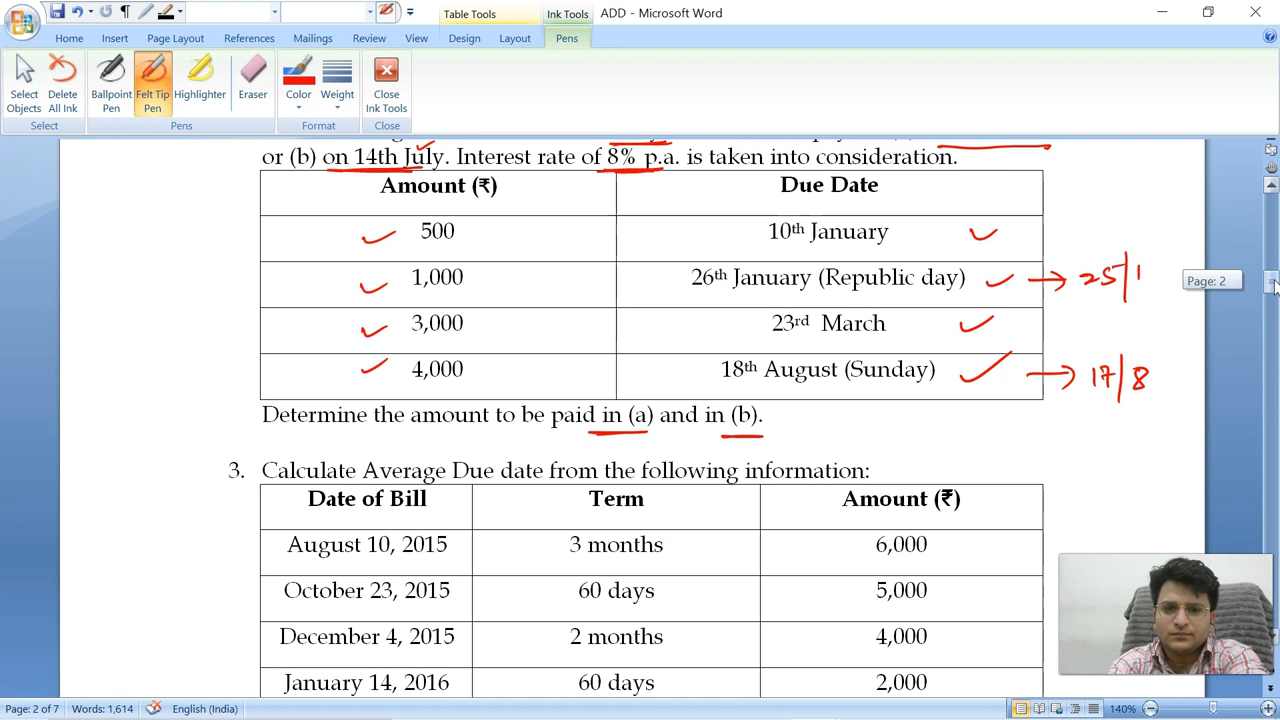 Table Tools
Ink Tools
ADD - Microsoft Word
Home Insert Page Layout References Mailings Review View Design Layout Pens
Select Objects
Delete All Ink
Ballpoint Pen
Felt Tip Pen
Highlighter
Eraser
Color
Weight
Close Ink Tools
Select
Pens
Format
Close
or (b) on 14th July. Interest rate of 8% p.a. is taken into consideration.
Amount (₹) Due Date
500 10th January
1,000 26th January (Republic day) → 25/1
3,000 23rd March
4,000 18th August (Sunday) → 17/8
Page: 2
Determine the amount to be paid in (a) and in (b).
3. Calculate Average Due date from the following information:
Date of Bill Term Amount (₹)
August 10, 2015 3 months 6,000
October 23, 2015 60 days 5,000
December 4, 2015 2 months 4,000
January 14, 2016 60 days 2,000
Page: 2 of 7 Words: 1,614 English (India) 140%